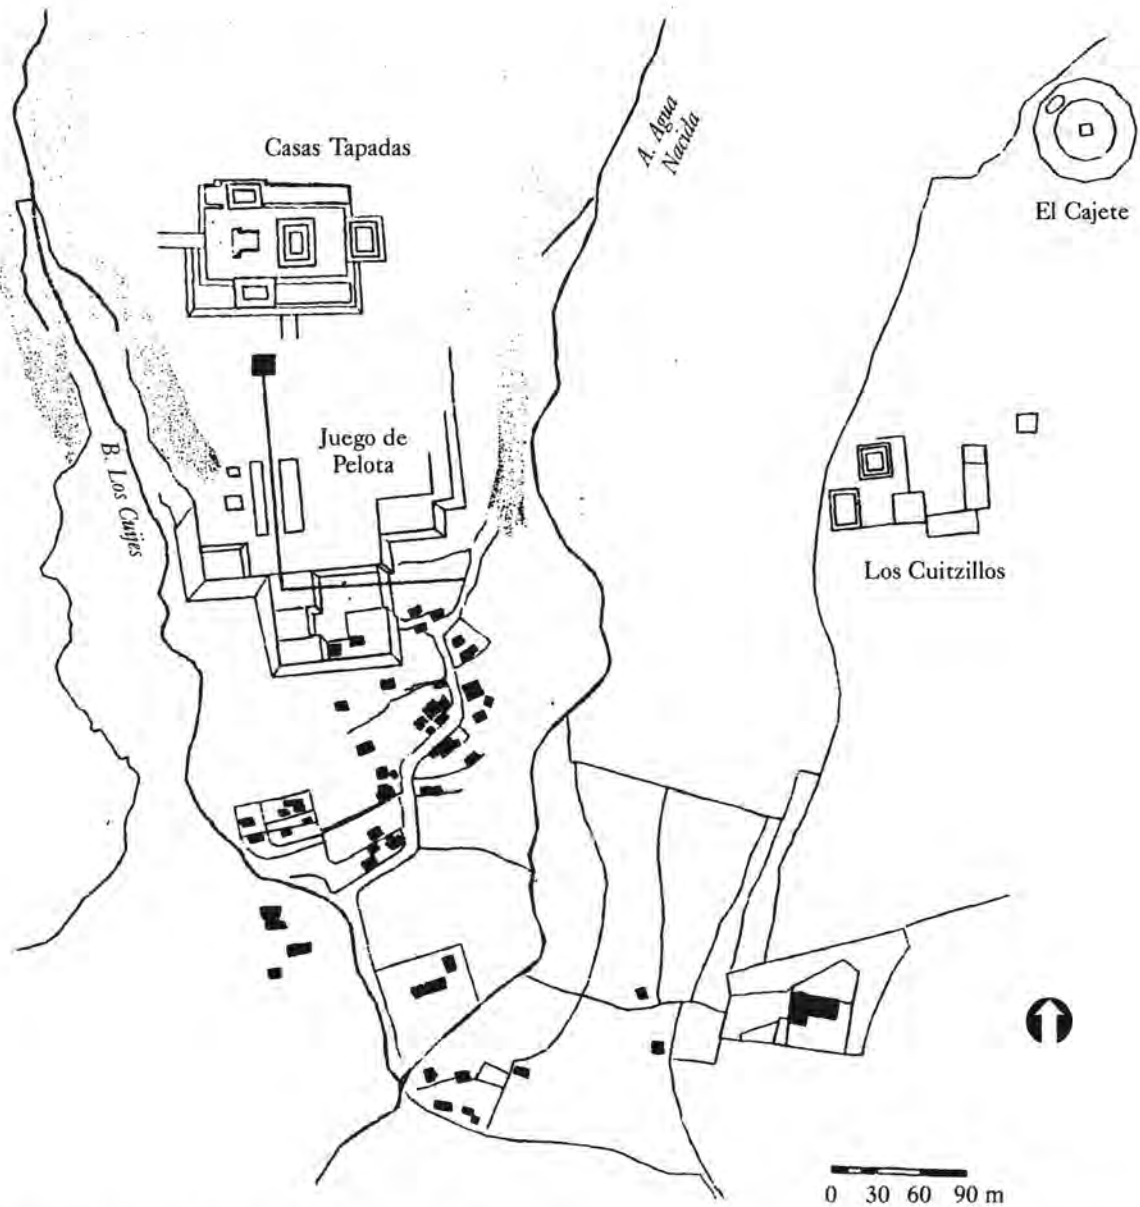 Casas Tapadas
A. Agua
Nacida
El Cajete
Juego de
Pelota
B. Los Cuijes
Los Cuitzillos
0 30 60 90 m